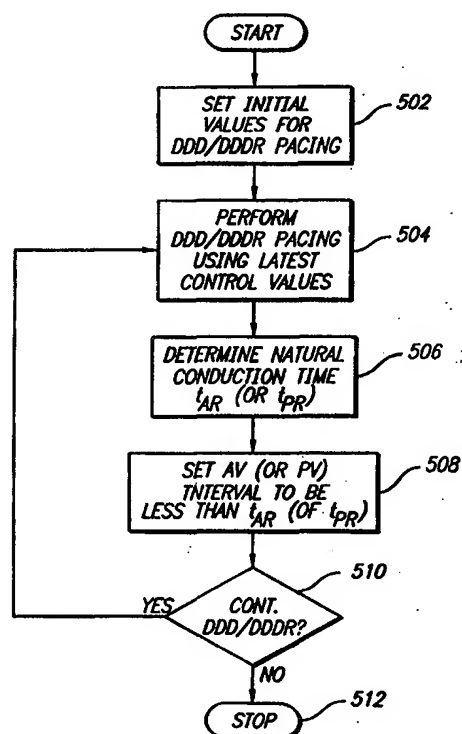 START
SET INITIAL
VALUES FOR
DDD/DDDR PACING
502
PERFORM
DDD/DDDR PACING
USING LATEST
CONTROL VALUES
504
DETERMINE NATURAL
CONDUCTION TIME
tAR (OR tPR)
506
SET AV (OR PV)
INTERVAL TO BE
LESS THAN tAR (OF tPR)
508
CONT.
DDD/DDDR?
510
YES
NO
STOP
512